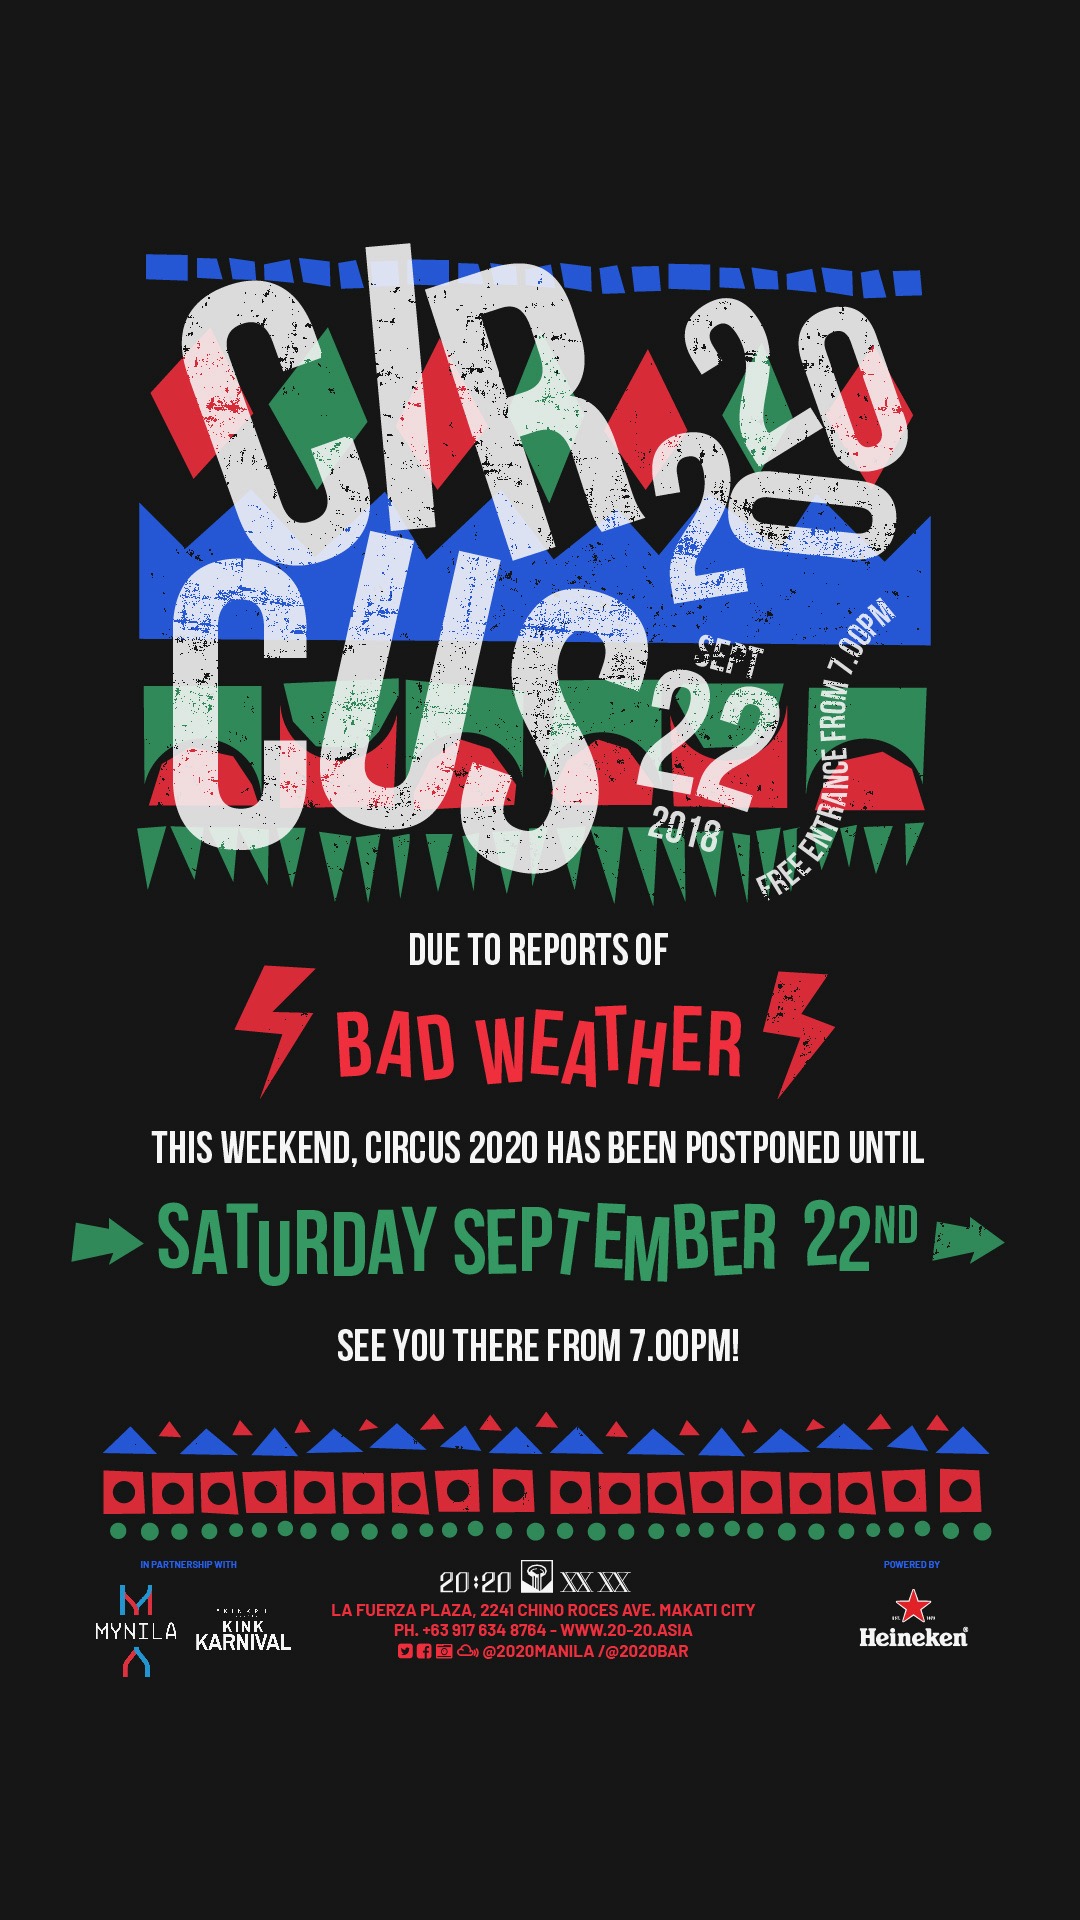 CIR
CUS
20
20
SEPT
22
2018
FREE ENTRANCE FROM 7.00PM
DUE TO REPORTS OF
BAD WEATHER
THIS WEEKEND, CIRCUS 2020 HAS BEEN POSTPONED UNTIL
SATURDAY SEPTEMBER 22ND
SEE YOU THERE FROM 7.00PM!
IN PARTNERSHIP WITH
MYNILA
KINK
KARNIVAL
20:20 XX XX
LA FUERZA PLAZA, 2241 CHINO ROCES AVE. MAKATI CITY
PH. +63 917 634 8764 - WWW.20-20.ASIA
@2020MANILA /@2020BAR
POWERED BY
Heineken®